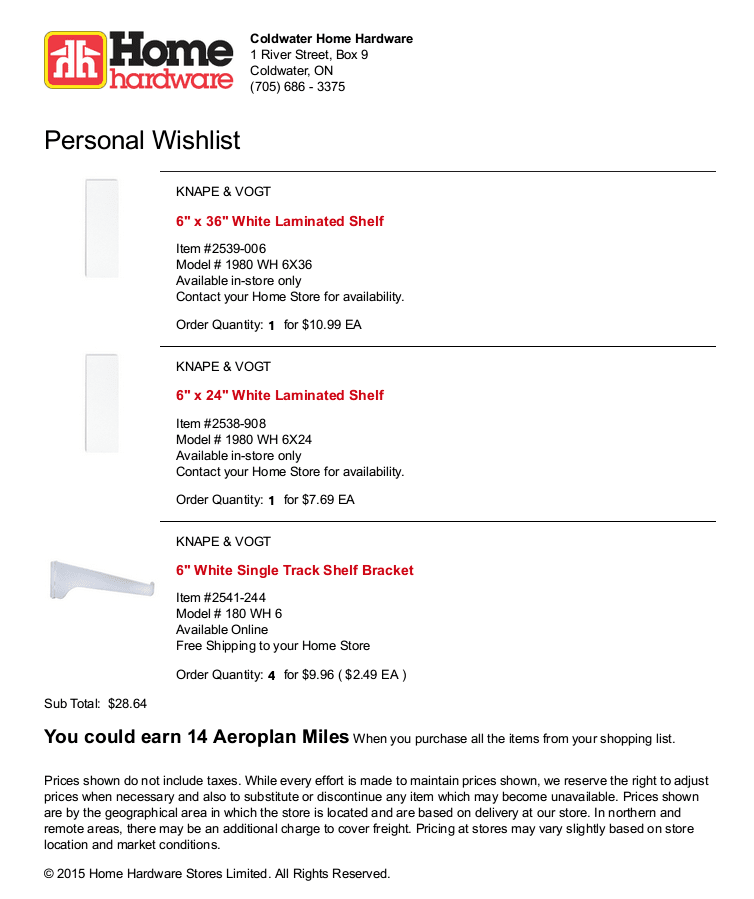 Home
hardware
Coldwater Home Hardware
1 River Street, Box 9
Coldwater, ON
(705) 686 - 3375
Personal Wishlist
KNAPE & VOGT
6" x 36" White Laminated Shelf
Item #2539-006
Model # 1980 WH 6X36
Available in-store only
Contact your Home Store for availability.
Order Quantity: 1 for $10.99 EA
KNAPE & VOGT
6" x 24" White Laminated Shelf
Item #2538-908
Model # 1980 WH 6X24
Available in-store only
Contact your Home Store for availability.
Order Quantity: 1 for $7.69 EA
KNAPE & VOGT
6" White Single Track Shelf Bracket
Item #2541-244
Model # 180 WH 6
Available Online
Free Shipping to your Home Store
Order Quantity: 4 for $9.96 ( $2.49 EA )
Sub Total: $28.64
You could earn 14 Aeroplan Miles When you purchase all the items from your shopping list.
Prices shown do not include taxes. While every effort is made to maintain prices shown, we reserve the right to adjust
prices when necessary and also to substitute or discontinue any item which may become unavailable. Prices shown
are by the geographical area in which the store is located and are based on delivery at our store. In northern and
remote areas, there may be an additional charge to cover freight. Pricing at stores may vary slightly based on store
location and market conditions.
© 2015 Home Hardware Stores Limited. All Rights Reserved.